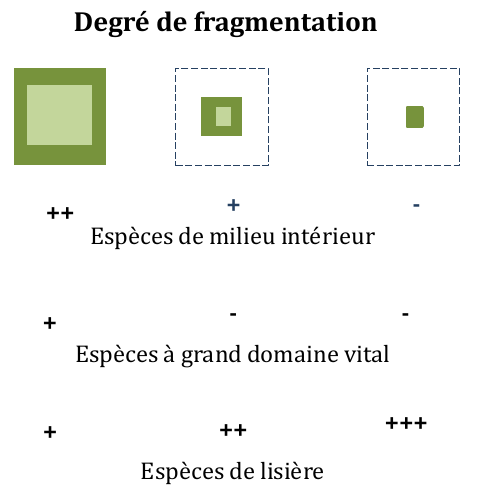 Degré de fragmentation
++ + -
Espèces de milieu intérieur
+ - -
Espèces à grand domaine vital
+ ++ +++
Espèces de lisière